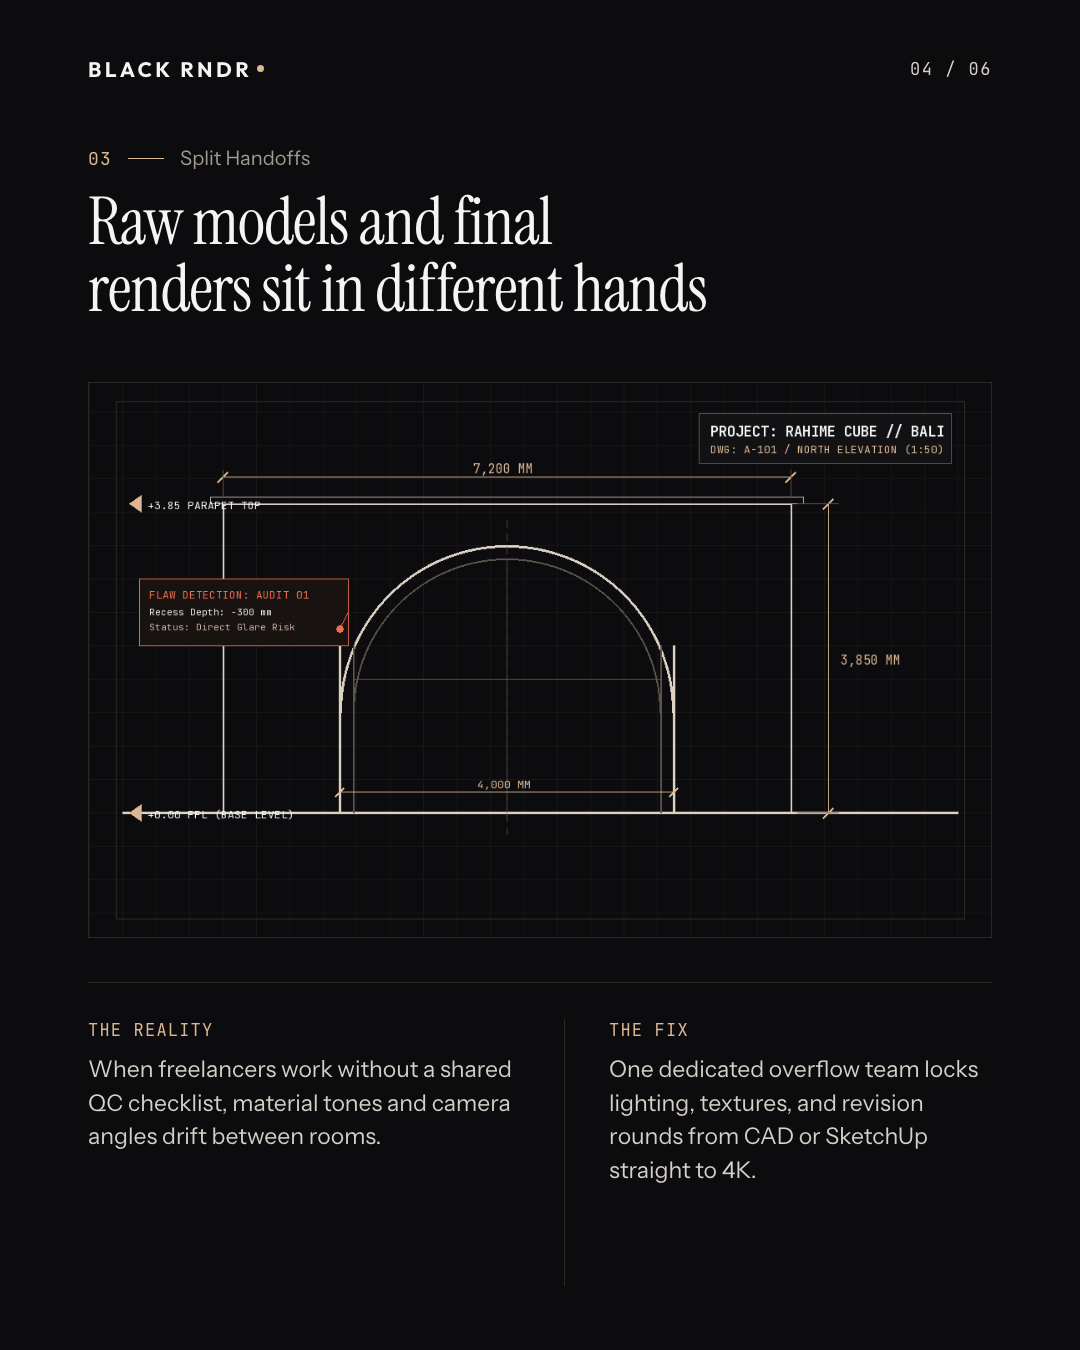 BLACK RNDR
04 / 06
03 — Split Handoffs
Raw models and final
renders sit in different hands
PROJECT: RAHIME CUBE // BALI
DWG: A-101 / NORTH ELEVATION (1:50)
7,200 MM
+3.85 PARAPET TOP
FLAW DETECTION: AUDIT 01
Recess Depth: -300 mm
Status: Direct Glare Risk
3,850 MM
4,000 MM
+0.00 FFL (BASE LEVEL)
THE REALITY
When freelancers work without a shared
QC checklist, material tones and camera
angles drift between rooms.
THE FIX
One dedicated overflow team locks
lighting, textures, and revision
rounds from CAD or SketchUp
straight to 4K.